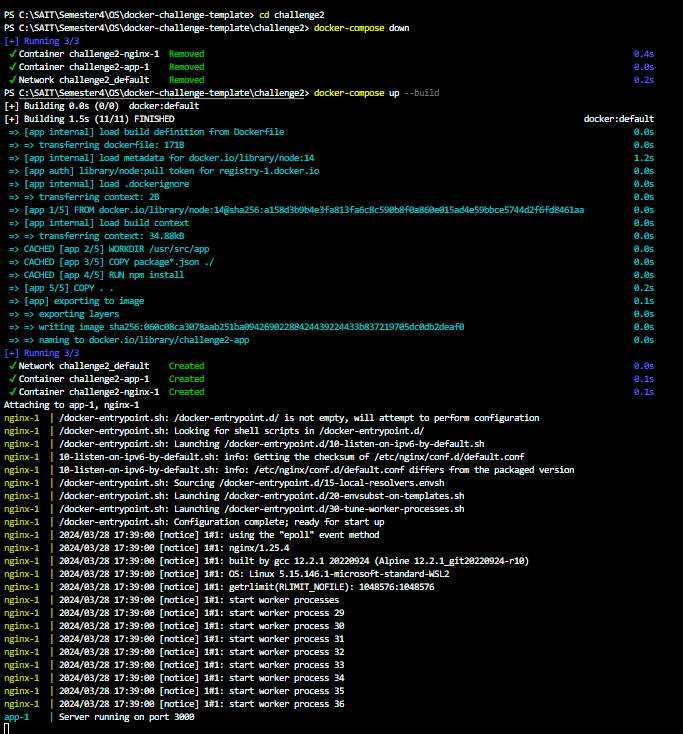 PS C:\SAIT\Semester4\OS\docker-challenge-template> cd challenge2
PS C:\SAIT\Semester4\OS\docker-challenge-template\challenge2> docker-compose down
[+] Running 3/3
✓ Container challenge2-nginx-1 Removed 0.4s
✓ Container challenge2-app-1 Removed 0.0s
✓ Network challenge2_default Removed 0.2s
PS C:\SAIT\Semester4\OS\docker-challenge-template\challenge2> docker-compose up --build
[+] Building 0.0s (0/0) docker:default
[+] Building 1.5s (11/11) FINISHED docker:default
=> [app internal] load build definition from Dockerfile 0.0s
=> => transferring dockerfile: 171B 0.0s
=> [app internal] load metadata for docker.io/library/node:14 1.2s
=> [app auth] library/node:pull token for registry-1.docker.io 0.0s
=> [app internal] load .dockerignore 0.0s
=> => transferring context: 2B 0.0s
=> [app 1/5] FROM docker.io/library/node:14@sha256:a158d3b9b4e3fa813fa6c8c590b8f0a860e015ad4e59bbce5744d2f6fd8461aa 0.0s
=> [app internal] load build context 0.0s
=> => transferring context: 34.88kB 0.0s
=> CACHED [app 2/5] WORKDIR /usr/src/app 0.0s
=> CACHED [app 3/5] COPY package*.json ./ 0.0s
=> CACHED [app 4/5] RUN npm install 0.0s
=> [app 5/5] COPY . . 0.2s
=> [app] exporting to image 0.1s
=> => exporting layers 0.0s
=> => writing image sha256:060c08ca3078aab251ba09426902288424439224433b837219705dc0db2deaf0 0.0s
=> => naming to docker.io/library/challenge2-app 0.0s
[+] Running 3/3
✓ Network challenge2_default Created 0.0s
✓ Container challenge2-app-1 Created 0.1s
✓ Container challenge2-nginx-1 Created 0.1s
Attaching to app-1, nginx-1
nginx-1 | /docker-entrypoint.sh: /docker-entrypoint.d/ is not empty, will attempt to perform configuration
nginx-1 | /docker-entrypoint.sh: Looking for shell scripts in /docker-entrypoint.d/
nginx-1 | /docker-entrypoint.sh: Launching /docker-entrypoint.d/10-listen-on-ipv6-by-default.sh
nginx-1 | 10-listen-on-ipv6-by-default.sh: info: Getting the checksum of /etc/nginx/conf.d/default.conf
nginx-1 | 10-listen-on-ipv6-by-default.sh: info: /etc/nginx/conf.d/default.conf differs from the packaged version
nginx-1 | /docker-entrypoint.sh: Sourcing /docker-entrypoint.d/15-local-resolvers.envsh
nginx-1 | /docker-entrypoint.sh: Launching /docker-entrypoint.d/20-envsubst-on-templates.sh
nginx-1 | /docker-entrypoint.sh: Launching /docker-entrypoint.d/30-tune-worker-processes.sh
nginx-1 | /docker-entrypoint.sh: Configuration complete; ready for start up
nginx-1 | 2024/03/28 17:39:00 [notice] 1#1: using the "epoll" event method
nginx-1 | 2024/03/28 17:39:00 [notice] 1#1: nginx/1.25.4
nginx-1 | 2024/03/28 17:39:00 [notice] 1#1: built by gcc 12.2.1 20220924 (Alpine 12.2.1_git20220924-r10)
nginx-1 | 2024/03/28 17:39:00 [notice] 1#1: OS: Linux 5.15.146.1-microsoft-standard-WSL2
nginx-1 | 2024/03/28 17:39:00 [notice] 1#1: getrlimit(RLIMIT_NOFILE): 1048576:1048576
nginx-1 | 2024/03/28 17:39:00 [notice] 1#1: start worker processes
nginx-1 | 2024/03/28 17:39:00 [notice] 1#1: start worker process 29
nginx-1 | 2024/03/28 17:39:00 [notice] 1#1: start worker process 30
nginx-1 | 2024/03/28 17:39:00 [notice] 1#1: start worker process 31
nginx-1 | 2024/03/28 17:39:00 [notice] 1#1: start worker process 32
nginx-1 | 2024/03/28 17:39:00 [notice] 1#1: start worker process 33
nginx-1 | 2024/03/28 17:39:00 [notice] 1#1: start worker process 34
nginx-1 | 2024/03/28 17:39:00 [notice] 1#1: start worker process 35
nginx-1 | 2024/03/28 17:39:00 [notice] 1#1: start worker process 36
app-1 | Server running on port 3000